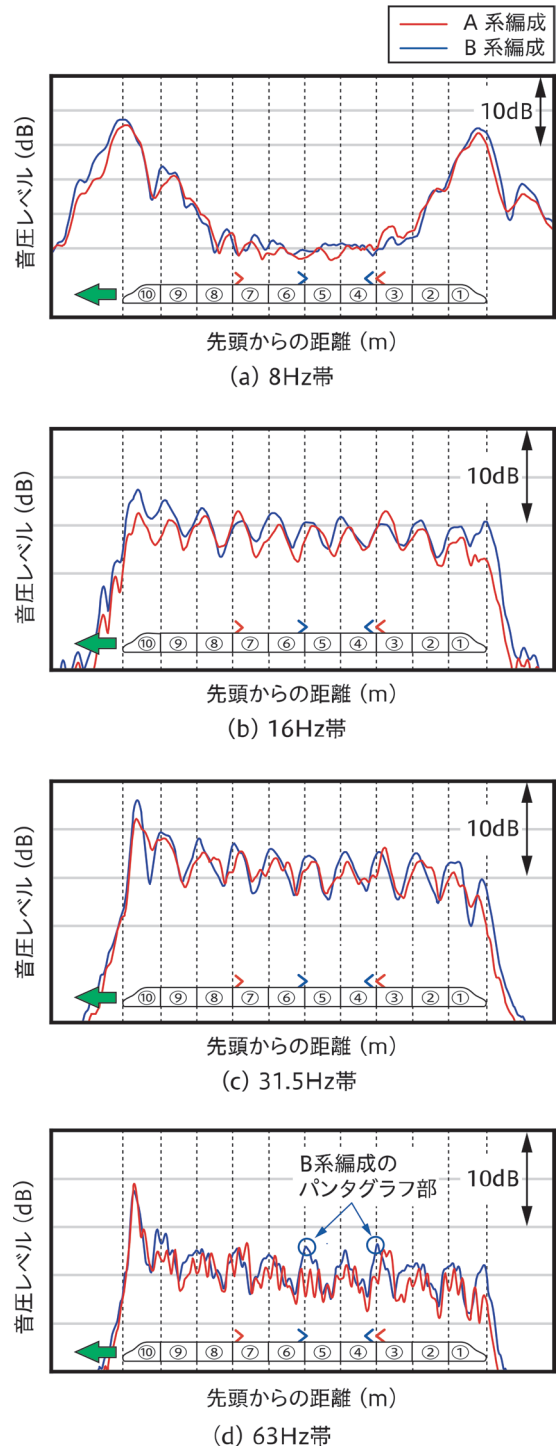 A 系編成
B 系編成
10dB
音圧レベル (dB)
⑩ ⑨ ⑧ ⑦ ⑥ ⑤ ④ ③ ② ①
先頭からの距離 (m)
(a) 8Hz帯
10dB
音圧レベル (dB)
⑩ ⑨ ⑧ ⑦ ⑥ ⑤ ④ ③ ② ①
先頭からの距離 (m)
(b) 16Hz帯
10dB
音圧レベル (dB)
⑩ ⑨ ⑧ ⑦ ⑥ ⑤ ④ ③ ② ①
先頭からの距離 (m)
(c) 31.5Hz帯
B系編成の
パンタグラフ部
10dB
音圧レベル (dB)
⑩ ⑨ ⑧ ⑦ ⑥ ⑤ ④ ③ ② ①
先頭からの距離 (m)
(d) 63Hz帯